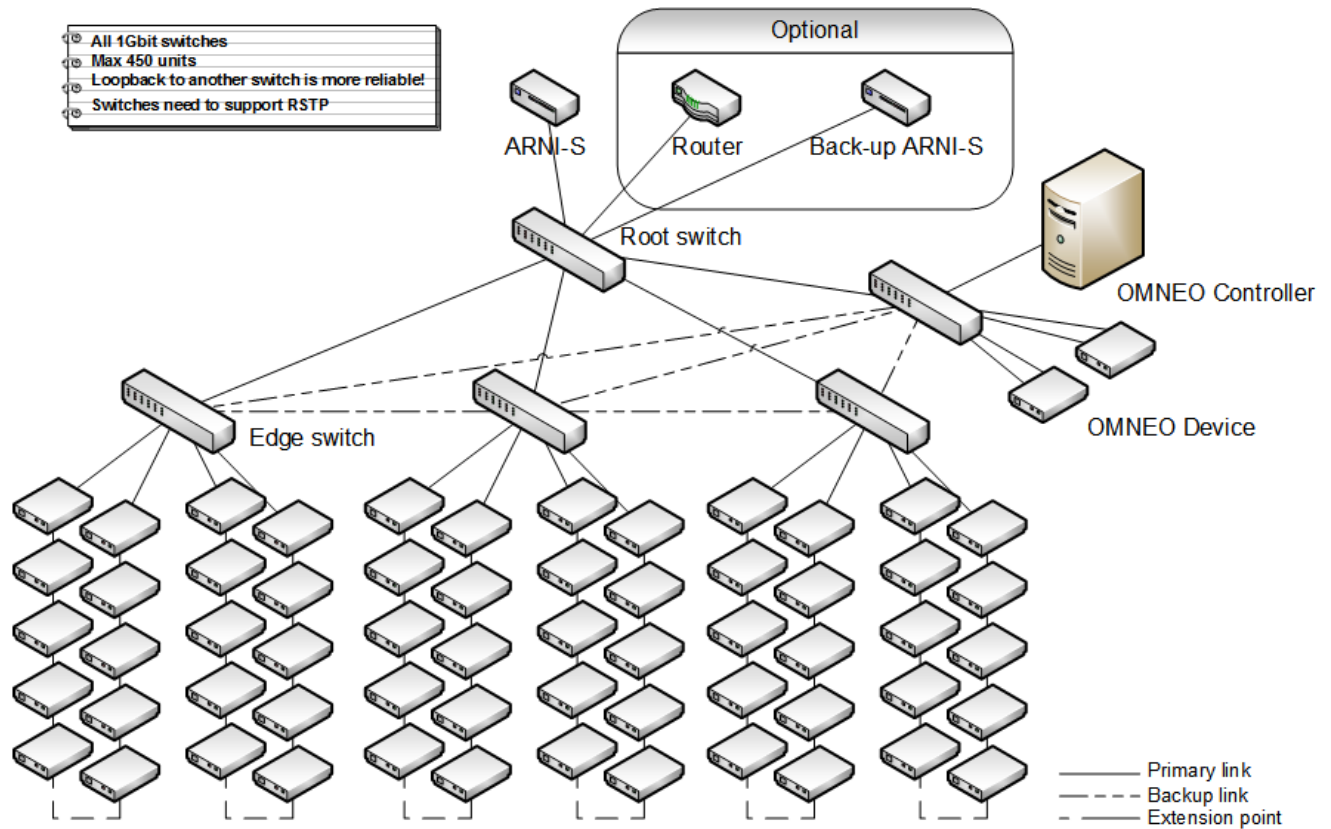 All 1Gbit switches
Max 450 units
Loopback to another switch is more reliable!
Switches need to support RSTP
Optional
ARNI-S
Router
Back-up ARNI-S
Root switch
OMNEO Controller
OMNEO Device
Edge switch
Primary link
Backup link
Extension point